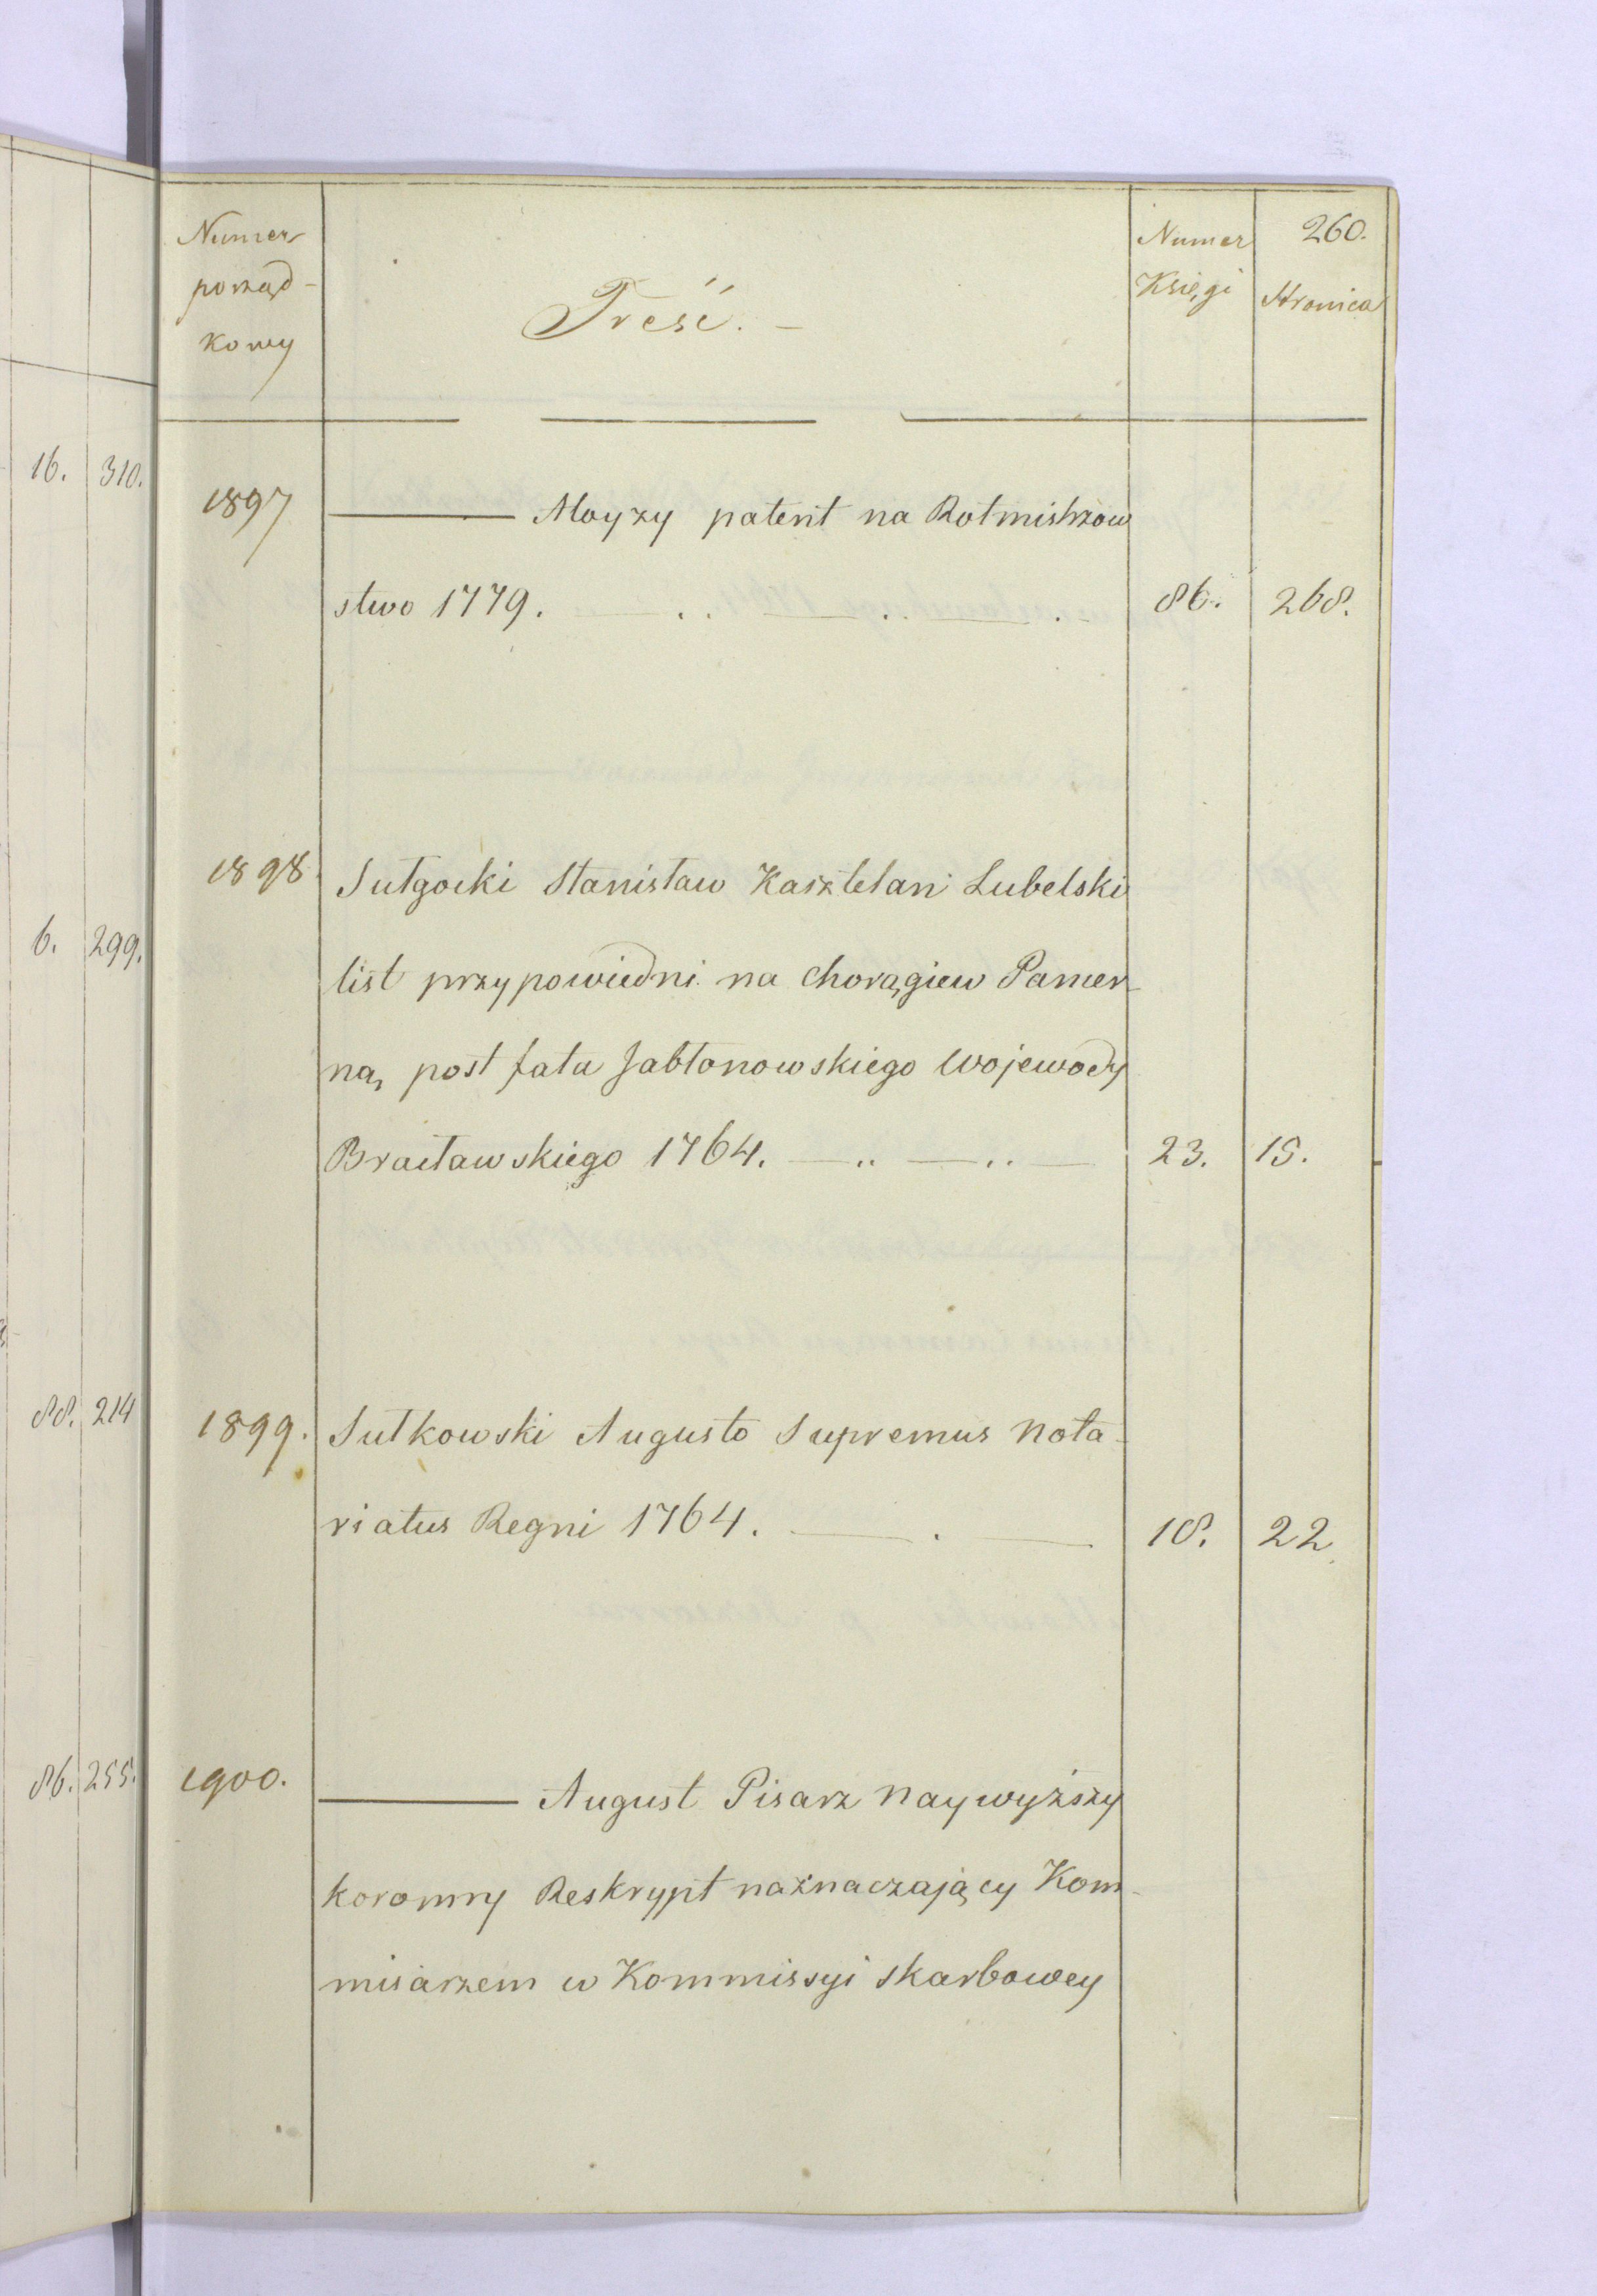 16. 310.
6. 299.
88. 214
86. 255.
260.
Numer porząd-
kowy
Treść. -
Numer Księgi
Stronica
1897 ——— Aloyzy patent na Rotmistrzow
stwo 1779. — .. — .. — . 86. 268.
1898. Sułgocki Stanisław Kasztelan Lubelski
list przypowiedni na Chorągiew Pancer-
ną, post fata Jabłonowskiego Wojewody
Bracławskiego 1764. — .. — .. — 23. 15.
1899. Sułkowski Augusto Supremus Nota-
riatus Regni 1764. — . — 18. 22.
1900. ——— August Pisarz Naywyższy
koronny Reskrypt naznaczający Kom-
misarzem w Kommissyi Skarbowey